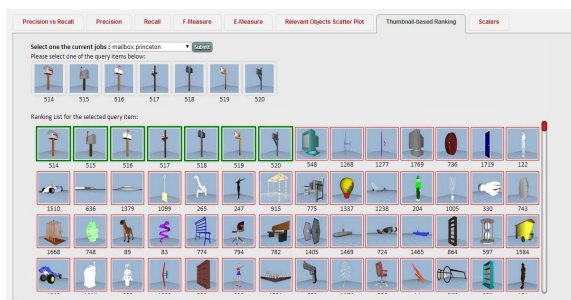 Precision vs Recall Precision Recall F-Measure E-Measure Relevant Objects Scatter Plot Thumbnail-based Ranking Scalars
Select one the current jobs : mailbox.princeton Submit
Please select one of the query items below:
514 515 516 517 518 519 520
Ranking List for the selected query item:
514 515 516 517 518 519 520 548 1268 1277 1769 736 1719 122
1510 636 1379 1099 265 247 915 775 1337 1238 204 1005 330 743
1668 748 89 83 774 794 782 1405 1469 724 1465 864 597 1584